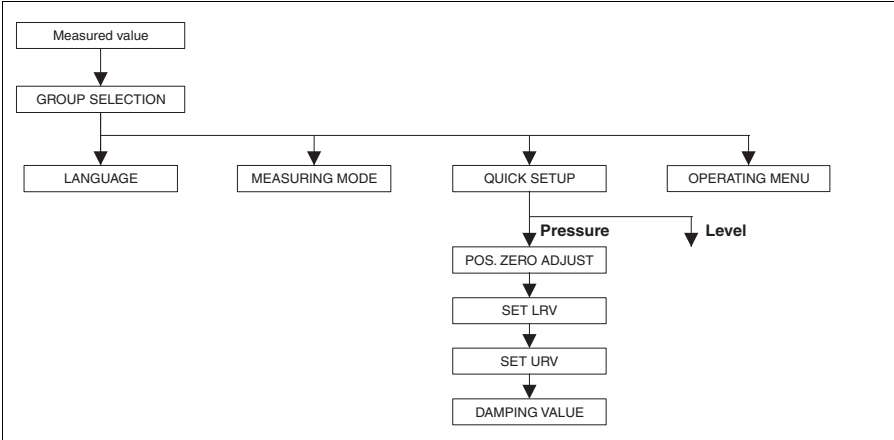 Measured value
GROUP SELECTION
LANGUAGE
MEASURING MODE
QUICK SETUP
OPERATING MENU
Pressure
Level
POS. ZERO ADJUST
SET LRV
SET URV
DAMPING VALUE